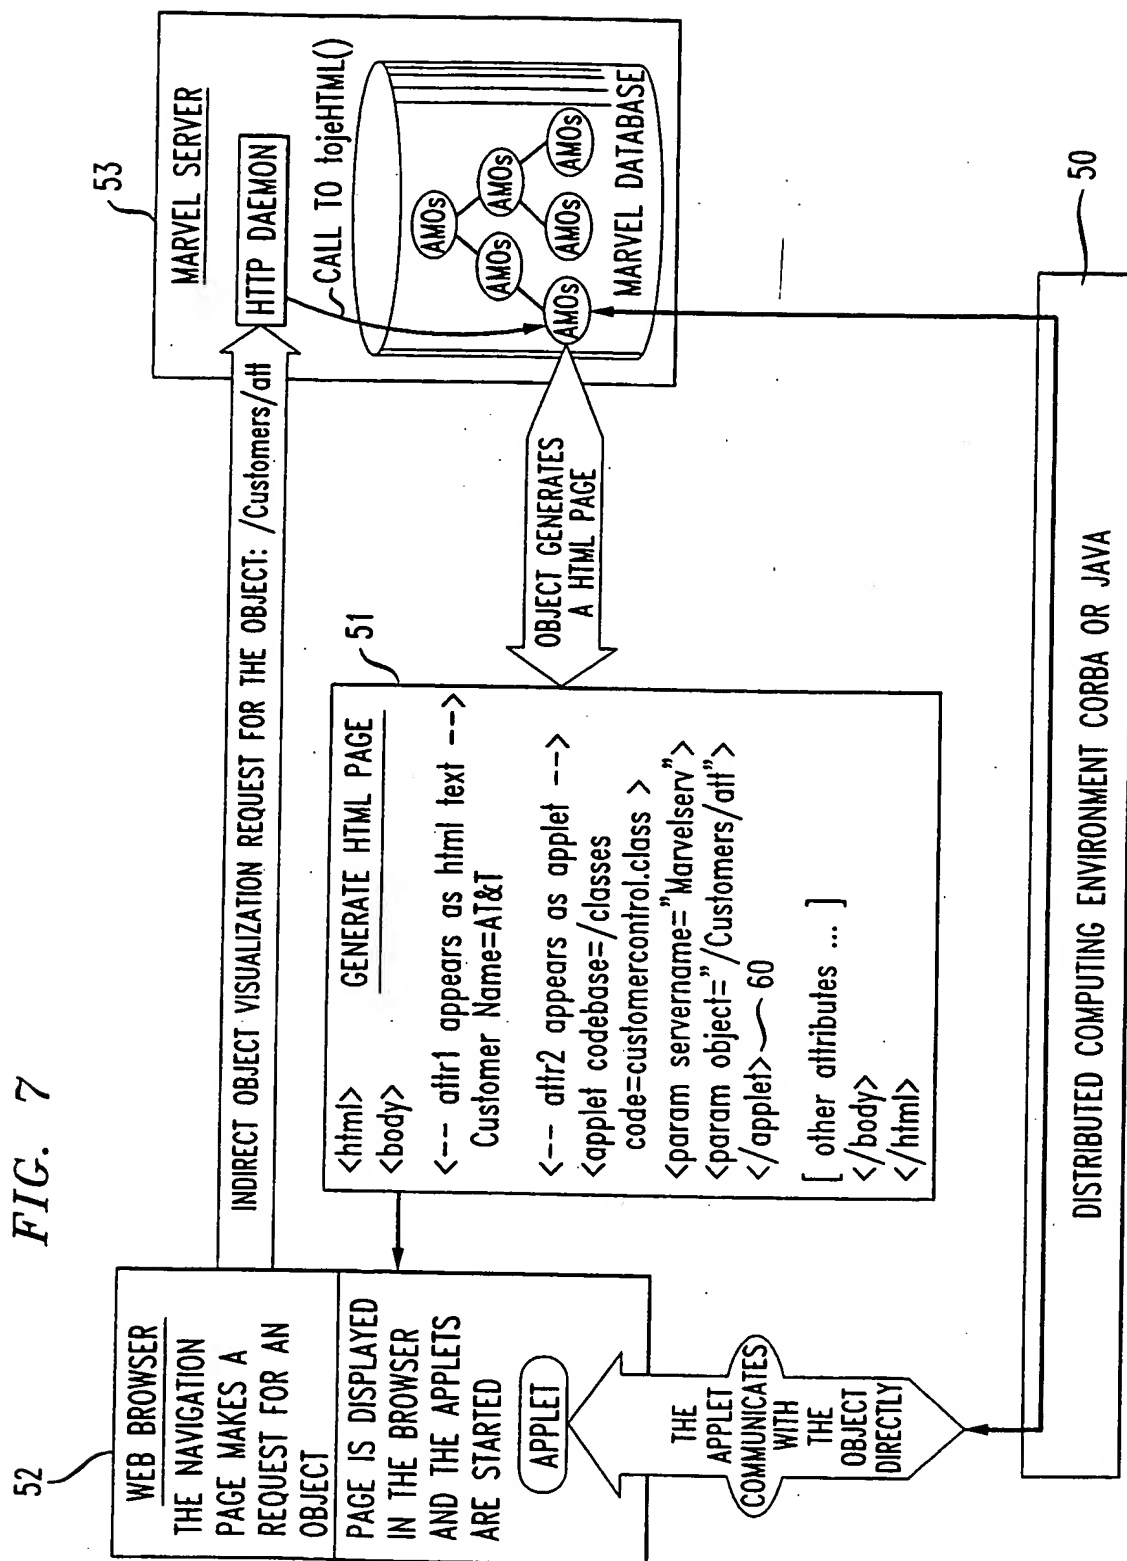 FIG. 7
52
WEB BROWSER
THE NAVIGATION
PAGE MAKES A
REQUEST FOR AN
OBJECT
PAGE IS DISPLAYED
IN THE BROWSER
AND THE APPLETS
ARE STARTED
APPLET
THE
APPLET
COMMUNICATES
WITH
THE
OBJECT
DIRECTLY
INDIRECT OBJECT VISUALIZATION REQUEST FOR THE OBJECT: /Customers/att
GENERATE HTML PAGE
51
<html>
<body>
<-- attr1 appears as html text -->
Customer Name=AT&T
<-- attr2 appears as applet -->
<applet codebase=/classes
code=customercontrol.class >
<param servername="Marvelserv">
<param object="/Customers/att">
</applet>
60
[ other attributes ... ]
</body>
</html>
OBJECT GENERATES
A HTML PAGE
53
MARVEL SERVER
HTTP DAEMON
CALL TO tojeHTML()
AMOs
AMOs
AMOs
AMOs
AMOs
AMOs
MARVEL DATABASE
50
DISTRIBUTED COMPUTING ENVIRONMENT CORBA OR JAVA